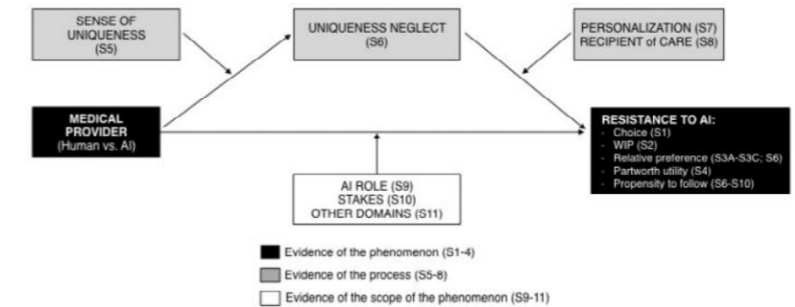 SENSE OF
UNIQUENESS
(S5)
UNIQUENESS NEGLECT
(S6)
PERSONALIZATION (S7)
RECIPIENT of CARE (S8)
MEDICAL
PROVIDER
(Human vs. AI)
RESISTANCE TO AI:
- Choice (S1)
- WIP (S2)
- Relative preference (S3A-S3C; S6)
- Partworth utility (S4)
- Propensity to follow (S6-S10)
AI ROLE (S9)
STAKES (S10)
OTHER DOMAINS (S11)
Evidence of the phenomenon (S1-4)
Evidence of the process (S5-8)
Evidence of the scope of the phenomenon (S9-11)